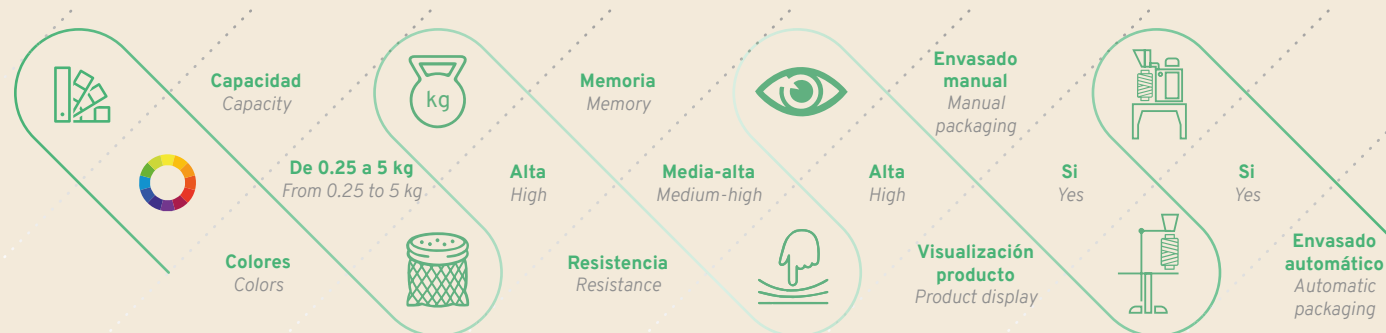 Capacidad
Capacity
kg
Memoria
Memory
Envasado
manual
Manual
packaging
De 0.25 a 5 kg
From 0.25 to 5 kg
Alta
High
Media-alta
Medium-high
Alta
High
Si
Yes
Si
Yes
Colores
Colors
Resistencia
Resistance
Visualización
producto
Product display
Envasado
automático
Automatic
packaging